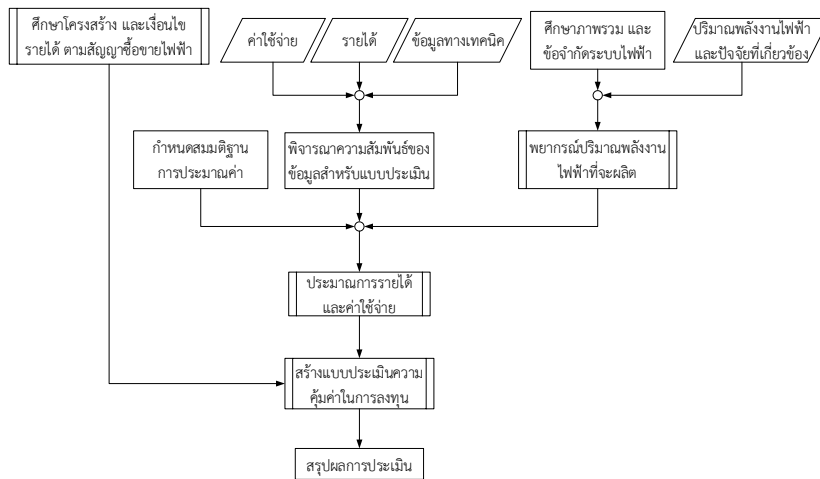 ศึกษาโครงสร้าง และเงื่อนไข
รายได้ ตามสัญญาซื้อขายไฟฟ้า
ค่าใช้จ่าย
รายได้
ข้อมูลทางเทคนิค
ศึกษาภาพรวม และ
ข้อจำกัดระบบไฟฟ้า
ปริมาณพลังงานไฟฟ้า
และปัจจัยที่เกี่ยวข้อง
กำหนดสมมติฐาน
การประมาณค่า
พิจารณาความสัมพันธ์ของ
ข้อมูลสำหรับแบบประเมิน
พยากรณ์ปริมาณพลังงาน
ไฟฟ้าที่จะผลิต
ประมาณการรายได้
และค่าใช้จ่าย
สร้างแบบประเมินความ
คุ้มค่าในการลงทุน
สรุปผลการประเมิน